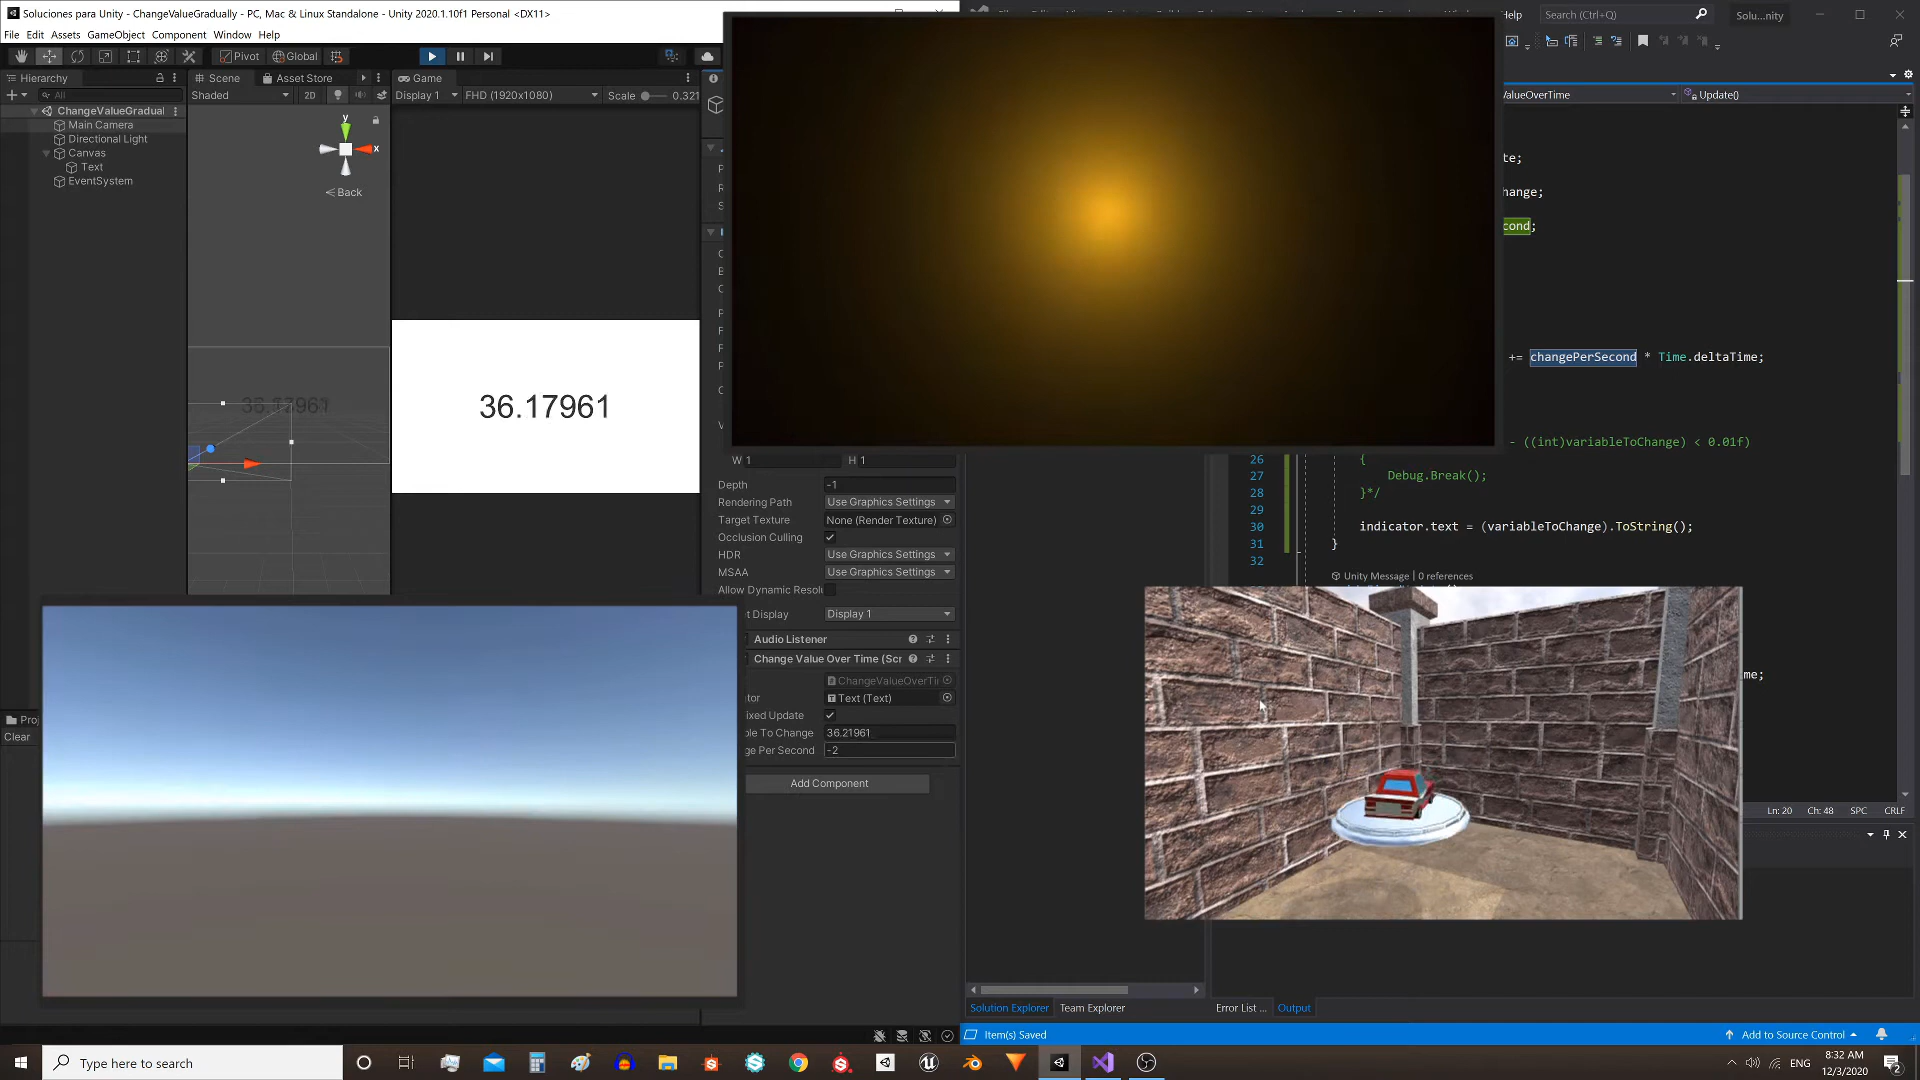 Soluciones para Unity - ChangeValueGradually - PC, Mac & Linux Standalone - Unity 2020.1.10f1 Personal <DX11>
File Edit Assets GameObject Component Window Help
Pivot Global
Hierarchy
All
ChangeValueGradual
Main Camera
Directional Light
Canvas
Text
EventSystem
Scene Asset Store
Shaded 2D
y
x
Back
Game
Display 1 FHD (1920x1080) Scale 0.321
36.17961
W 1 H 1
Depth -1
Rendering Path Use Graphics Settings
Target Texture None (Render Texture)
Occlusion Culling
HDR Use Graphics Settings
MSAA Use Graphics Settings
Allow Dynamic Resolu
t Display Display 1
Audio Listener
Change Value Over Time (Scr
ChangeValueOverTin
tor Text (Text)
ixed Update
ble To Change 36.21961
ge Per Second -2
Add Component
Proj
Clear
Help Search (Ctrl+Q) Solu...nity
ValueOverTime Update()
te;
hange;
cond;
+= changePerSecond * Time.deltaTime;
- ((int)variableToChange) < 0.01f)
26 {
27 Debug.Break();
28 }*/
29
30 indicator.text = (variableToChange).ToString();
31 }
32
Unity Message | 0 references
me;
Ln: 20 Ch: 48 SPC CRLF
Solution Explorer Team Explorer
Error List ... Output
Item(s) Saved Add to Source Control
Type here to search
ENG
8:32 AM
12/3/2020
2